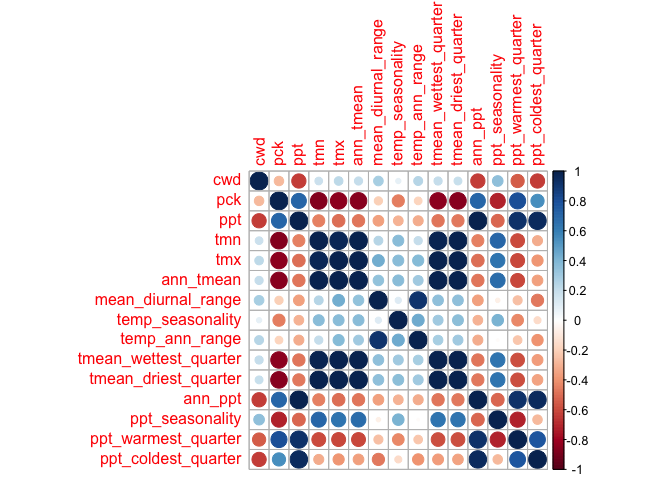 cwd
pck
ppt
tmn
tmx
ann_tmean
mean_diurnal_range
temp_seasonality
temp_ann_range
tmean_wettest_quarter
tmean_driest_quarter
ann_ppt
ppt_seasonality
ppt_warmest_quarter
ppt_coldest_quarter
cwd
pck
ppt
tmn
tmx
ann_tmean
mean_diurnal_range
temp_seasonality
temp_ann_range
tmean_wettest_quarter
tmean_driest_quarter
ann_ppt
ppt_seasonality
ppt_warmest_quarter
ppt_coldest_quarter
1
0.8
0.6
0.4
0.2
0
-0.2
-0.4
-0.6
-0.8
-1